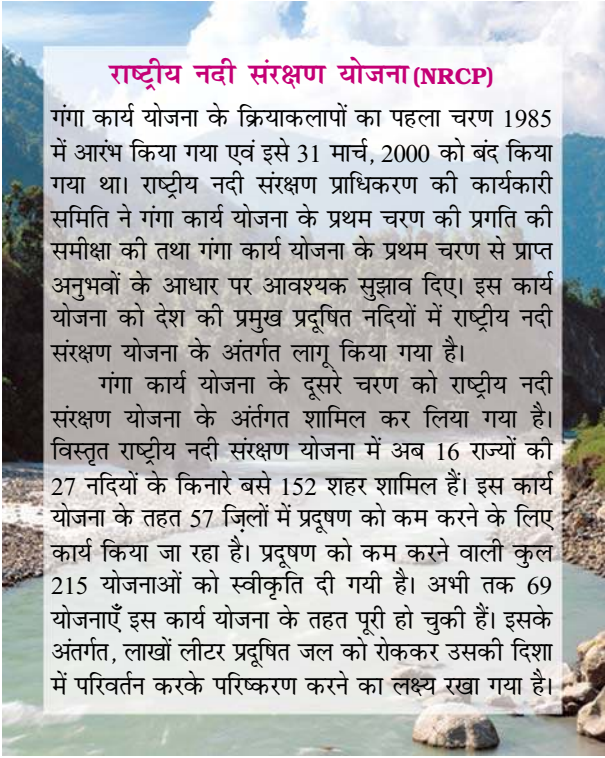 राष्ट्रीय नदी संरक्षण योजना (NRCP)
गंगा कार्य योजना के क्रियाकलापों का पहला चरण 1985
में आरंभ किया गया एवं इसे 31 मार्च, 2000 को बंद किया
गया था। राष्ट्रीय नदी संरक्षण प्राधिकरण की कार्यकारी
समिति ने गंगा कार्य योजना के प्रथम चरण की प्रगति की
समीक्षा की तथा गंगा कार्य योजना के प्रथम चरण से प्राप्त
अनुभवों के आधार पर आवश्यक सुझाव दिए। इस कार्य
योजना को देश की प्रमुख प्रदूषित नदियों में राष्ट्रीय नदी
संरक्षण योजना के अंतर्गत लागू किया गया है।
गंगा कार्य योजना के दूसरे चरण को राष्ट्रीय नदी
संरक्षण योजना के अंर्तगत शामिल कर लिया गया है।
विस्तृत राष्ट्रीय नदी संरक्षण योजना में अब 16 राज्यों की
27 नदियों के किनारे बसे 152 शहर शामिल हैं। इस कार्य
योजना के तहत 57 ज़िलों में प्रदूषण को कम करने के लिए
कार्य किया जा रहा है। प्रदूषण को कम करने वाली कुल
215 योजनाओं को स्वीकृति दी गयी है। अभी तक 69
योजनाएँ इस कार्य योजना के तहत पूरी हो चुकी हैं। इसके
अंतर्गत, लाखों लीटर प्रदूषित जल को रोककर उसकी दिशा
में परिवर्तन करके परिष्करण करने का लक्ष्य रखा गया है।